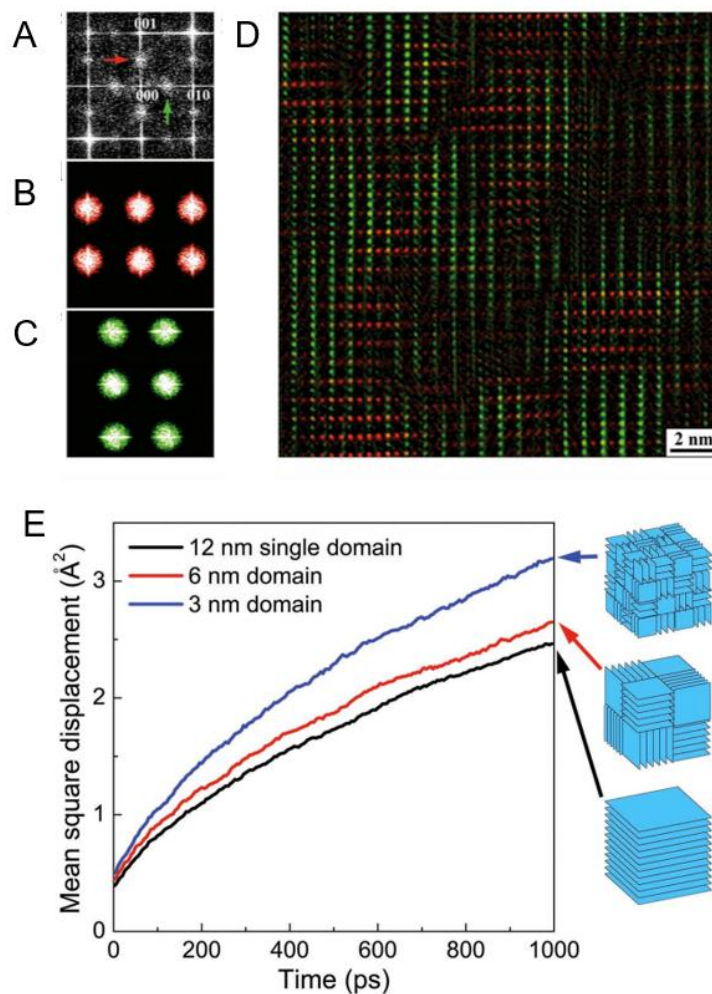 A
001
000
010
B
C
D
2 nm
E
12 nm single domain
6 nm domain
3 nm domain
Mean square displacement (Å²)
3
2
1
0
0
200
400
600
800
1000
Time (ps)